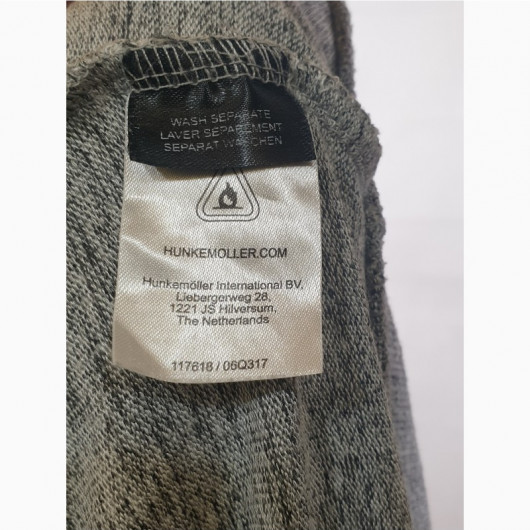 WASH SEPARATE
LAVER SEPAREMENT
SEPARAT WASCHEN
HUNKEMOLLER.COM
Hunkemöller International BV,
Liebergerweg 28,
1221 JS Hilversum,
The Netherlands
117618 / 06Q317